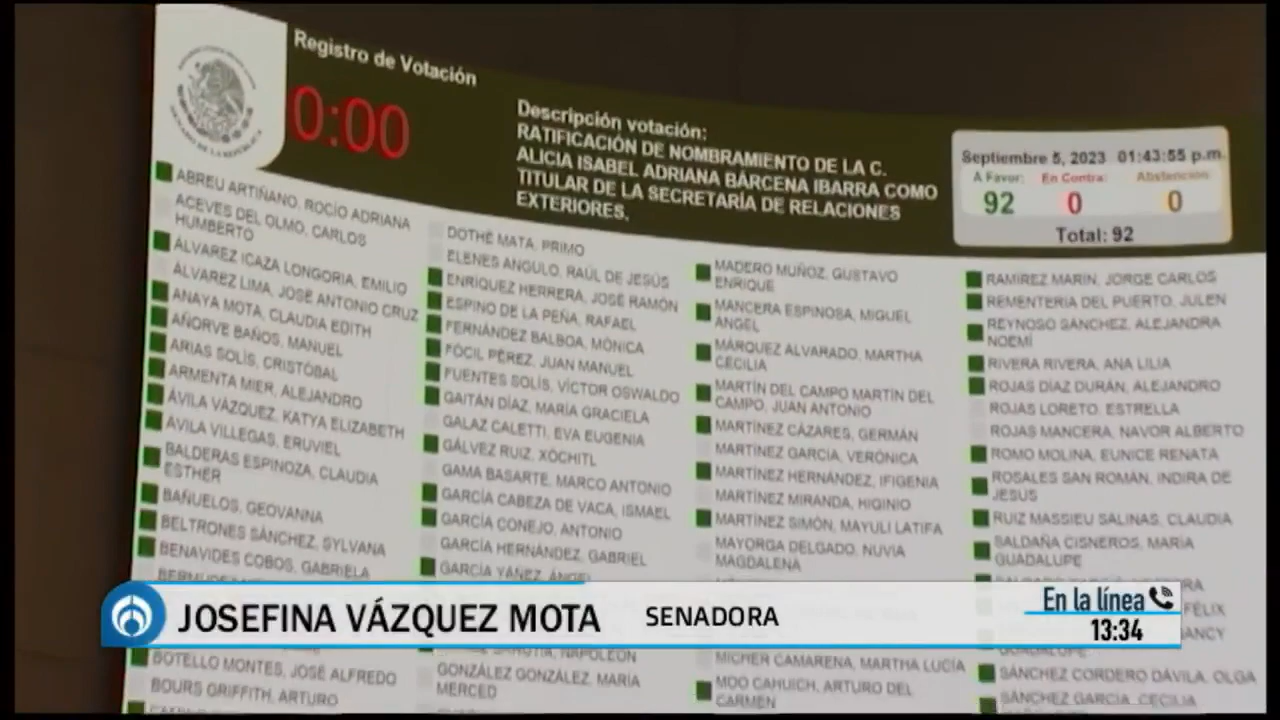 Registro de Votación
0:00
Descripción votación:
RATIFICACIÓN DE NOMBRAMIENTO DE LA C.
ALICIA ISABEL ADRIANA BÁRCENA IBARRA COMO
TITULAR DE LA SECRETARÍA DE RELACIONES
EXTERIORES.
Septiembre 5, 2023 01:43:55 p.m.
A Favor: En Contra: Abstención:
92 0 0
Total: 92
ABREU ARTIÑANO, ROCÍO ADRIANA
ACEVES DEL OLMO, CARLOS
HUMBERTO
ÁLVAREZ ICAZA LONGORIA, EMILIO
ÁLVAREZ LIMA, JOSÉ ANTONIO CRUZ
ANAYA MOTA, CLAUDIA EDITH
AÑORVE BAÑOS, MANUEL
ARIAS SOLÍS, CRISTÓBAL
ARMENTA MIER, ALEJANDRO
ÁVILA VÁZQUEZ, KATYA ELIZABETH
ÁVILA VILLEGAS, ERUVIEL
BALDERAS ESPINOZA, CLAUDIA
ESTHER
BAÑUELOS, GEOVANNA
BELTRONES SÁNCHEZ, SYLVANA
BENAVIDES COBOS, GABRIELA
BOTELLO MONTES, JOSÉ ALFREDO
BOURS GRIFFITH, ARTURO
DOTHÉ MATA, PRIMO
ELENES ANGULO, RAÚL DE JESÚS
ENRÍQUEZ HERRERA, JOSÉ RAMÓN
ESPINO DE LA PEÑA, RAFAEL
FERNÁNDEZ BALBOA, MÓNICA
FÓCIL PÉREZ, JUAN MANUEL
FUENTES SOLÍS, VÍCTOR OSWALDO
GAITÁN DÍAZ, MARÍA GRACIELA
GALAZ CALETTI, EVA EUGENIA
GÁLVEZ RUIZ, XÓCHITL
GAMA BASARTE, MARCO ANTONIO
GARCÍA CABEZA DE VACA, ISMAEL
GARCÍA CONEJO, ANTONIO
GARCÍA HERNÁNDEZ, GABRIEL
GARCÍA YÁÑEZ, ÁNGEL
NAPOLEÓN
GONZÁLEZ GONZÁLEZ, MARÍA
MERCED
MADERO MUÑOZ, GUSTAVO
ENRIQUE
MANCERA ESPINOSA, MIGUEL
ÁNGEL
MÁRQUEZ ALVARADO, MARTHA
CECILIA
MARTÍN DEL CAMPO MARTÍN DEL
CAMPO, JUAN ANTONIO
MARTÍNEZ CÁZARES, GERMÁN
MARTÍNEZ GARCÍA, VERÓNICA
MARTÍNEZ HERNÁNDEZ, IFIGENIA
MARTÍNEZ MIRANDA, HIGINIO
MARTÍNEZ SIMÓN, MAYULI LATIFA
MAYORGA DELGADO, NUVIA
MAGDALENA
MICHER CAMARENA, MARTHA LUCÍA
MOO CAHUICH, ARTURO DEL
CARMEN
RAMÍREZ MARÍN, JORGE CARLOS
REMENTERÍA DEL PUERTO, JULEN
REYNOSO SÁNCHEZ, ALEJANDRA
NOEMÍ
RIVERA RIVERA, ANA LILIA
ROJAS DÍAZ DURÁN, ALEJANDRO
ROJAS LORETO, ESTRELLA
ROJAS MANCERA, NAVOR ALBERTO
ROMO MOLINA, EUNICE RENATA
ROSALES SAN ROMÁN, INDIRA DE
JESÚS
RUIZ MASSIEU SALINAS, CLAUDIA
SALDAÑA CISNEROS, MARÍA
GUADALUPE
FÉLIX
GUADALUPE
SÁNCHEZ CORDERO DÁVILA, OLGA
SÁNCHEZ GARCÍA, CECILIA
JOSEFINA VÁZQUEZ MOTA SENADORA
En la línea
13:34